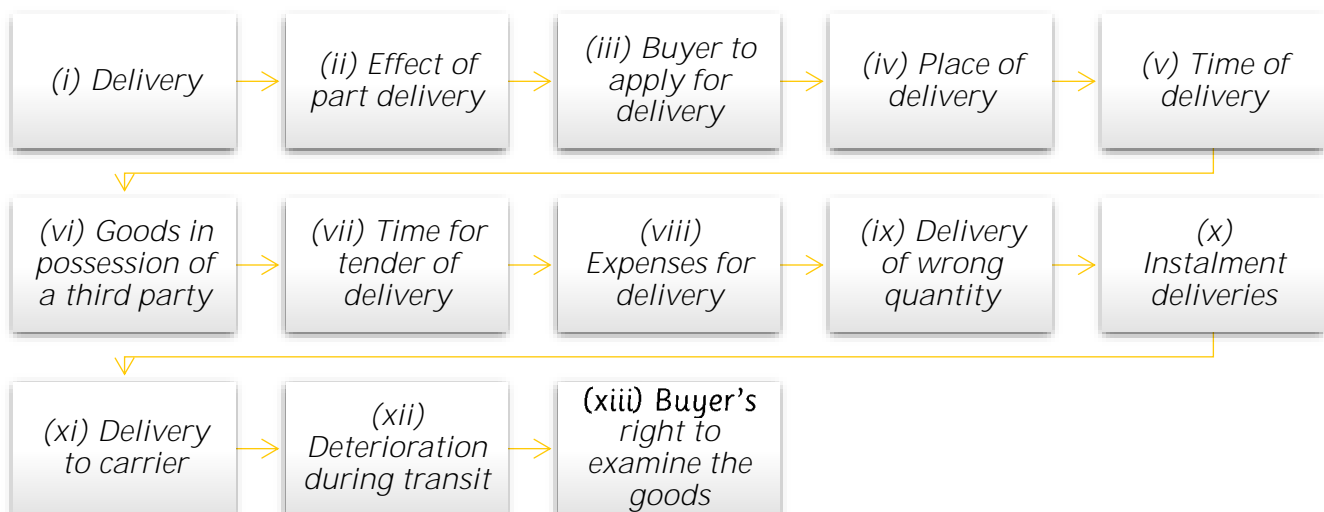 (i) Delivery
(ii) Effect of
part delivery
(iii) Buyer to
apply for
delivery
(iv) Place of
delivery
(v) Time of
delivery
(vi) Goods in
possession of
a third party
(vii) Time for
tender of
delivery
(viii)
Expenses for
delivery
(ix) Delivery
of wrong
quantity
(x)
Instalment
deliveries
(xi) Delivery
to carrier
(xii)
Deterioration
during transit
(xiii) Buyer’s
right to
examine the
goods